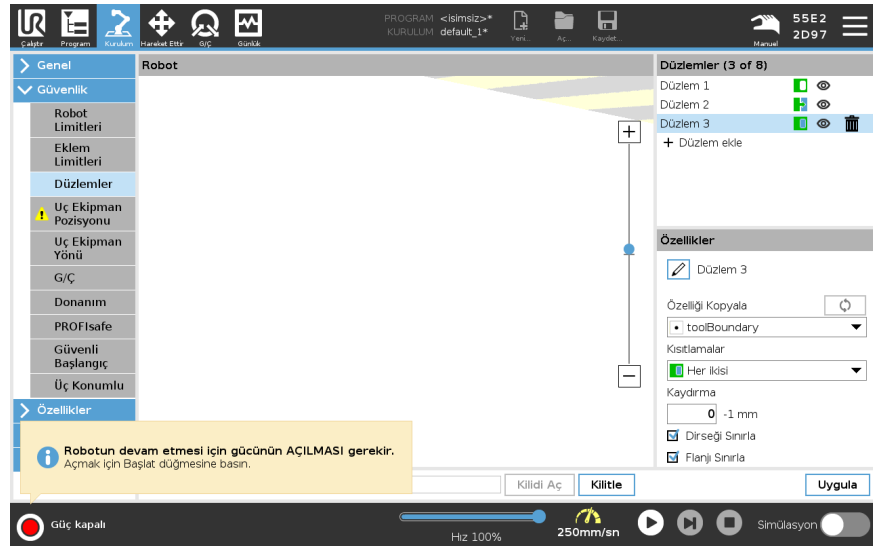 PROGRAM <isimsiz>*
KURULUM default_1*
Çalıştır
Program
Kurulum
Hareket Ettir
G/Ç
Günlük
Yeni...
Aç...
Kaydet...
Manuel
55E2
2D97
Genel
Güvenlik
Robot
Limitleri
Eklem
Limitleri
Düzlemler
Uç Ekipman
Pozisyonu
Uç Ekipman
Yönü
G/Ç
Donanım
PROFIsafe
Güvenli
Başlangıç
Üç Konumlu
Özellikler
Robot
Düzlemler (3 of 8)
Düzlem 1
Düzlem 2
Düzlem 3
+ Düzlem ekle
Özellikler
Düzlem 3
Özelliği Kopyala
toolBoundary
Kısıtlamalar
Her ikisi
Kaydırma
0 -1 mm
Dirseği Sınırla
Flanjı Sınırla
Robotun devam etmesi için gücünün AÇILMASI gerekir.
Açmak için Başlat düğmesine basın.
Kilidi Aç
Kilitle
Uygula
Güç kapalı
Hız 100%
250mm/sn
Simülasyon